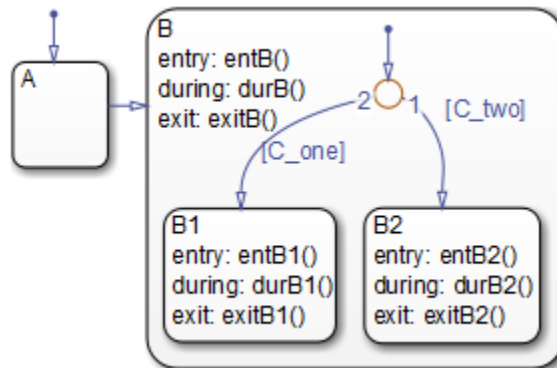 A
B
entry: entB()
during: durB()
exit: exitB()
2
1
[C_two]
[C_one]
B1
entry: entB1()
during: durB1()
exit: exitB1()
B2
entry: entB2()
during: durB2()
exit: exitB2()